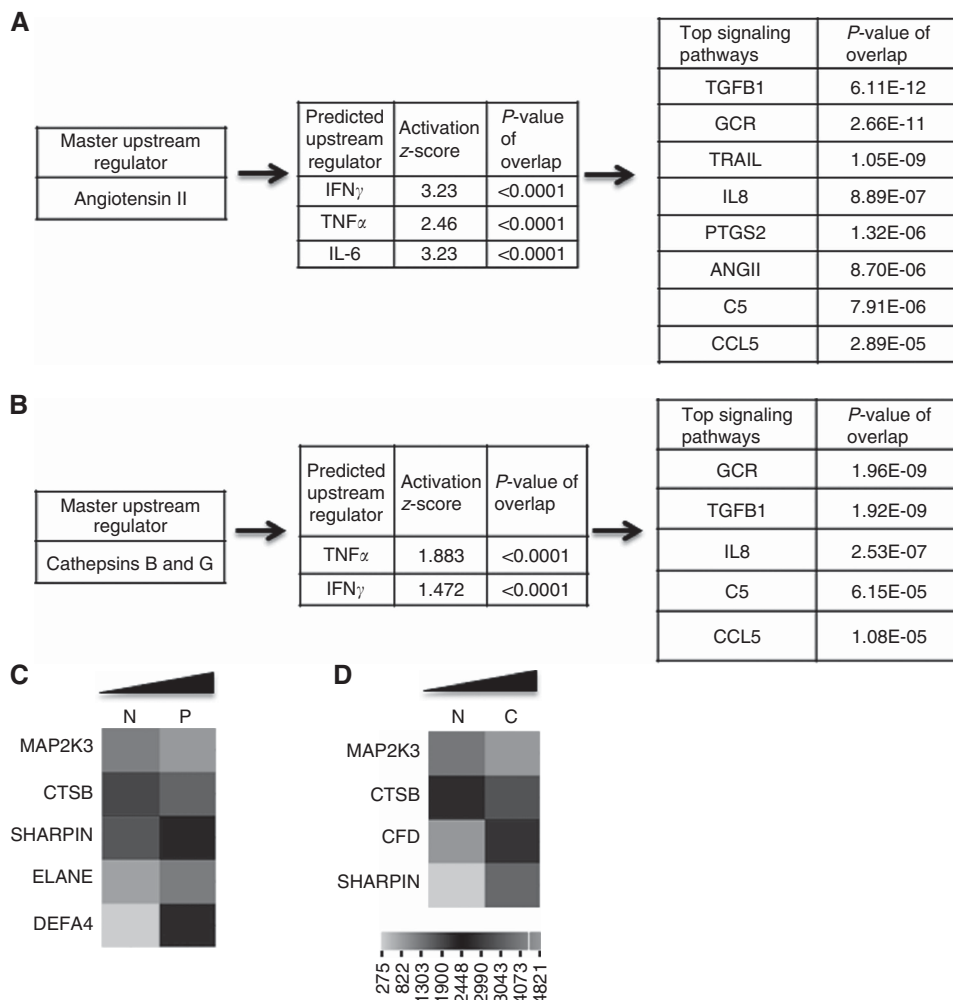 A
Master upstream
regulator
Angiotensin II
Predicted
upstream
regulator
Activation
z-score
P-value
of
overlap
IFNγ 3.23 <0.0001
TNFα 2.46 <0.0001
IL-6 3.23 <0.0001
Top signaling
pathways
P-value of
overlap
TGFB1 6.11E-12
GCR 2.66E-11
TRAIL 1.05E-09
IL8 8.89E-07
PTGS2 1.32E-06
ANGII 8.70E-06
C5 7.91E-06
CCL5 2.89E-05
B
Master upstream
regulator
Cathepsins B and G
Predicted
upstream
regulator
Activation
z-score
P-value of
overlap
TNFα 1.883 <0.0001
IFNγ 1.472 <0.0001
Top signaling
pathways
P-value of
overlap
GCR 1.96E-09
TGFB1 1.92E-09
IL8 2.53E-07
C5 6.15E-05
CCL5 1.08E-05
C
N P
MAP2K3
CTSB
SHARPIN
ELANE
DEFA4
D
N C
MAP2K3
CTSB
CFD
SHARPIN
275
822
1303
1900
2448
2990
3043
4073
4821